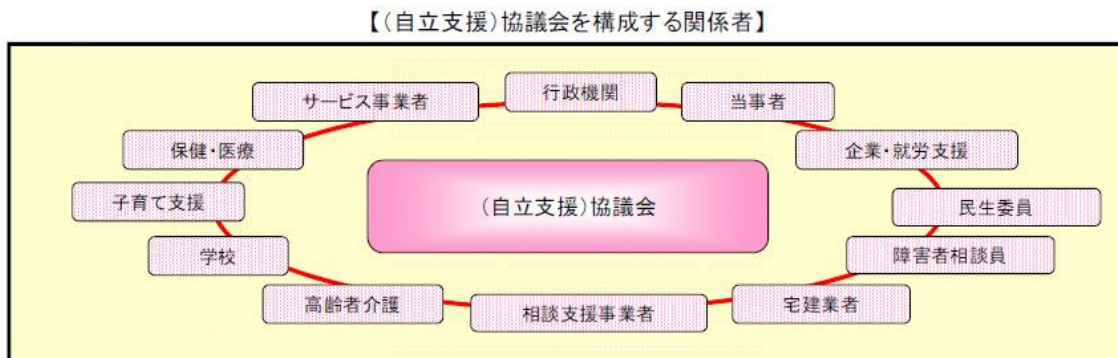 【(自立支援)協議会を構成する関係者】
行政機関
サービス事業者
当事者
保健・医療
企業・就労支援
子育て支援
(自立支援)協議会
民生委員
学校
障害者相談員
高齢者介護
相談支援事業者
宅建業者